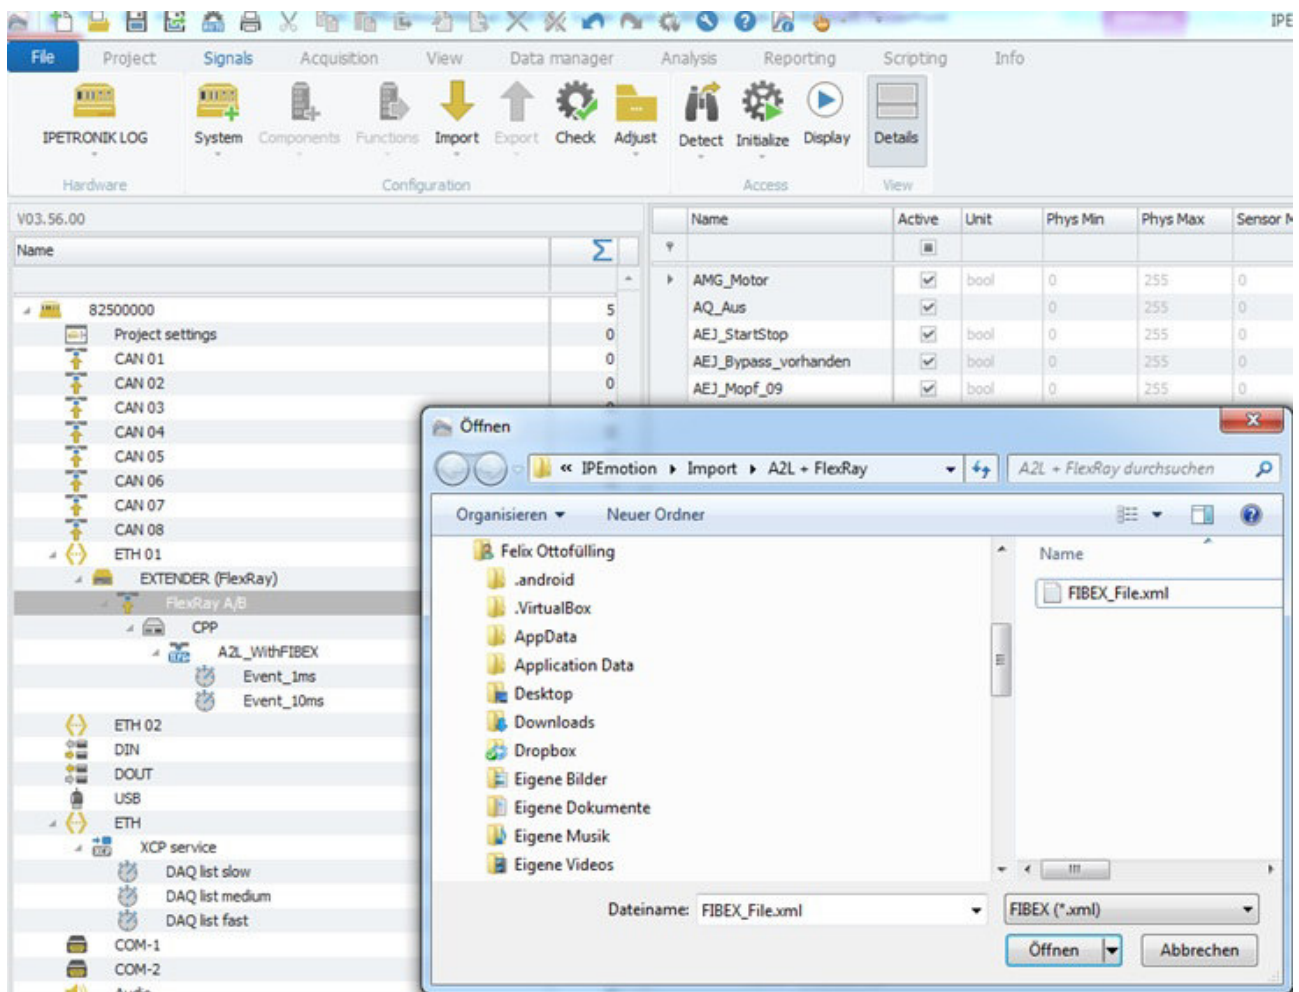 IPE
File Project Signals Acquisition View Data manager Analysis Reporting Scripting Info
IPETRONIK LOG System Components Functions Import Export Check Adjust Detect Initialize Display Details
Hardware Configuration Access View
V03.56.00
Name Σ
Name Active Unit Phys Min Phys Max Sensor M
AMG_Motor bool 0 255 0
AQ_Aus 0 255 0
AEJ_StartStop bool 0 255 0
AEJ_Bypass_vorhanden bool 0 255 0
AEJ_Mopf_09 bool 0 255 0
82500000 5
Project settings 0
CAN 01 0
CAN 02 0
CAN 03
CAN 04
CAN 05
CAN 06
CAN 07
CAN 08
ETH 01
EXTENDER (FlexRay)
FlexRay A/B
CPP
A2L_WithFIBEX
Event_1ms
Event_10ms
ETH 02
DIN
DOUT
USB
ETH
XCP service
DAQ list slow
DAQ list medium
DAQ list fast
COM-1
COM-2
Audio
Öffnen
« IPEmotion Import A2L + FlexRay
A2L + FlexRay durchsuchen
Organisieren Neuer Ordner
Felix Ottofülling
.android
.VirtualBox
AppData
Application Data
Desktop
Downloads
Dropbox
Eigene Bilder
Eigene Dokumente
Eigene Musik
Eigene Videos
Name
FIBEX_File.xml
Dateiname: FIBEX_File.xml FIBEX (*.xml)
Öffnen Abbrechen